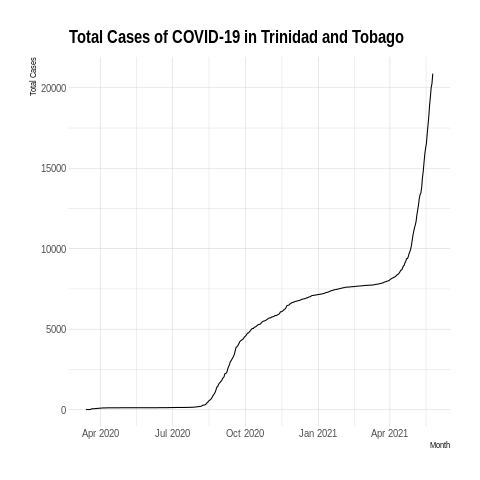 Total Cases of COVID-19 in Trinidad and Tobago
Total Cases
20000
15000
10000
5000
0
Apr 2020 Jul 2020 Oct 2020 Jan 2021 Apr 2021
Month